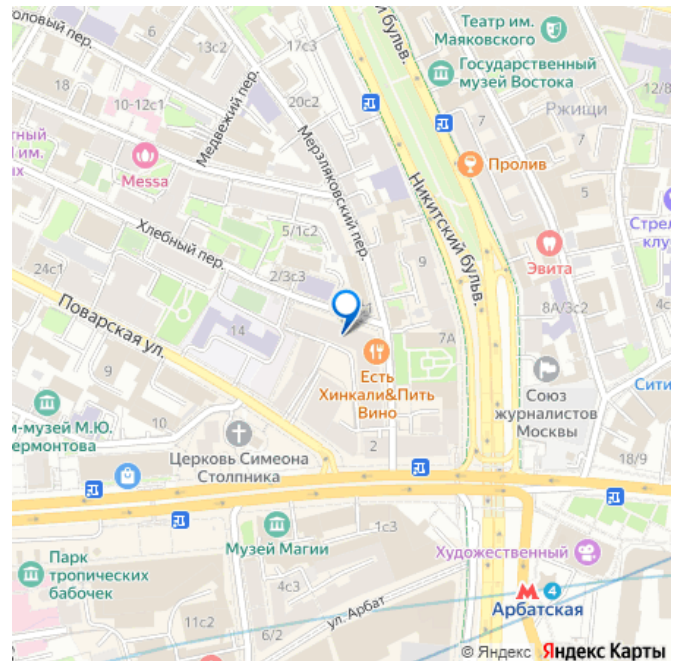 Театр им.
Маяковского
оловый пер.
13с2
17с3
й бульв.
Государственный
музей Востока
18
10-12с1
20с2
12/8
7
Ржищи
Медвежий пер.
Мерзляковский пер.
7
тный
им.
ых
Messa
Пролив
5
Никитский бульв.
Хлебный пер.
5/1с2
Стрел
клу
9
Эвита
24с1
2/3с3
8А/3с2
4с
Поварская ул.
14
7А
Есть
Хинкали&Пить
Вино
Союз
журналистов
Москвы
Сити
9
10
м-музей М.Ю.
ермонтова
Церковь Симеона
Столпника
2
18/9
1с3
Музей Магии
Художественный
Парк
тропических
бабочек
4с3
ул. Арбат
4
Арбатская
11с2
6/2
© Яндекс Яндекс Карты